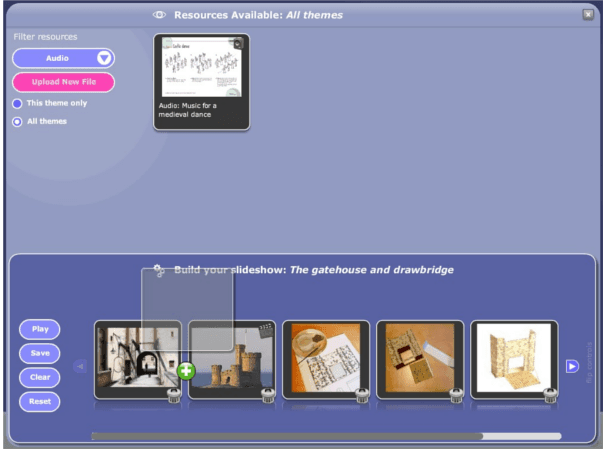 Resources Available: All themes
Filter resources
Audio
Upload New File
This theme only
All themes
Audio: Music for a
medieval dance
Build your slideshow: The gatehouse and drawbridge
Play
Save
Clear
Reset